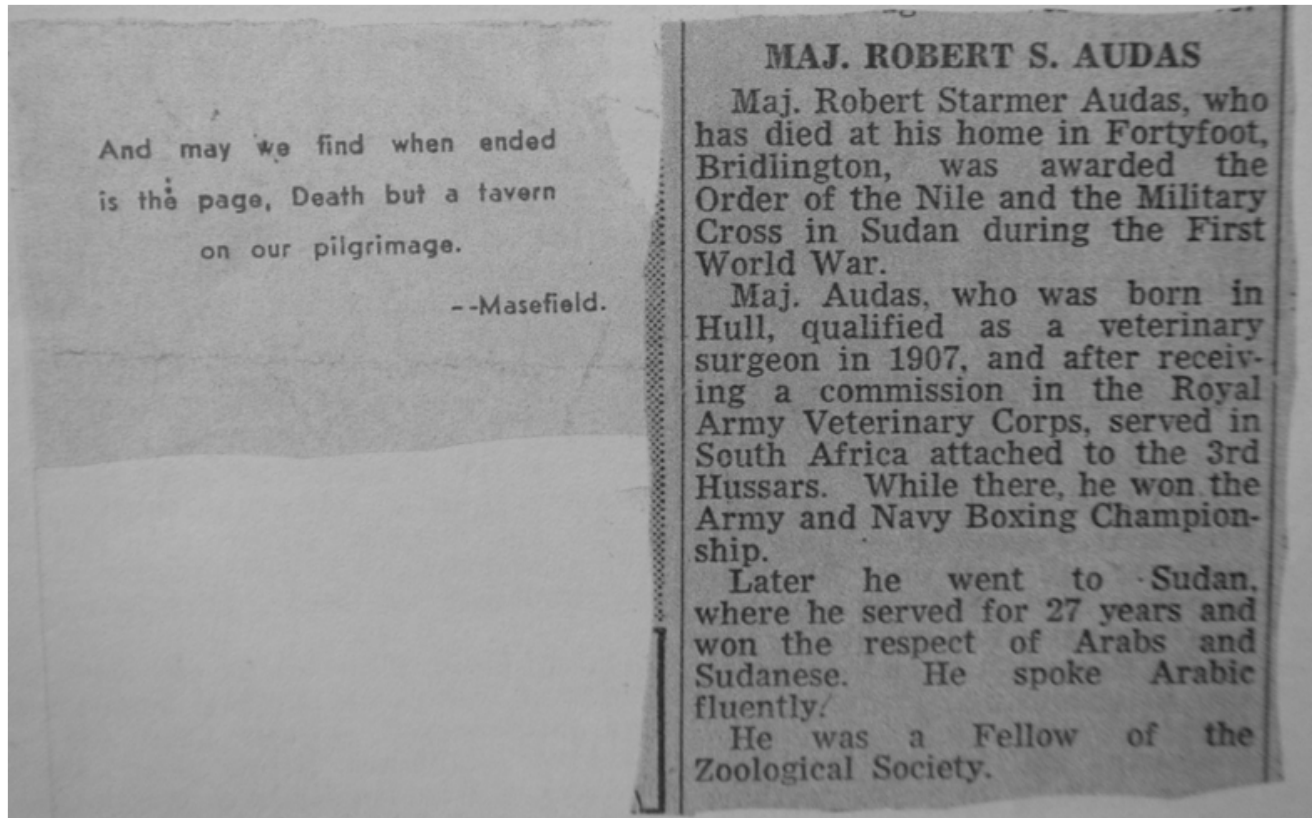 And may we find when ended
is the page, Death but a tavern
on our pilgrimage.
--Masefield.
MAJ. ROBERT S. AUDAS
Maj. Robert Starmer Audas, who
has died at his home in Fortyfoot,
Bridlington, was awarded the
Order of the Nile and the Military
Cross in Sudan during the First
World War.
Maj. Audas, who was born in
Hull, qualified as a veterinary
surgeon in 1907, and after receiv-
ing a commission in the Royal
Army Veterinary Corps, served in
South Africa attached to the 3rd
Hussars. While there, he won the
Army and Navy Boxing Champion-
ship.
Later he went to Sudan,
where he served for 27 years and
won the respect of Arabs and
Sudanese. He spoke Arabic
fluently.
He was a Fellow of the
Zoological Society.